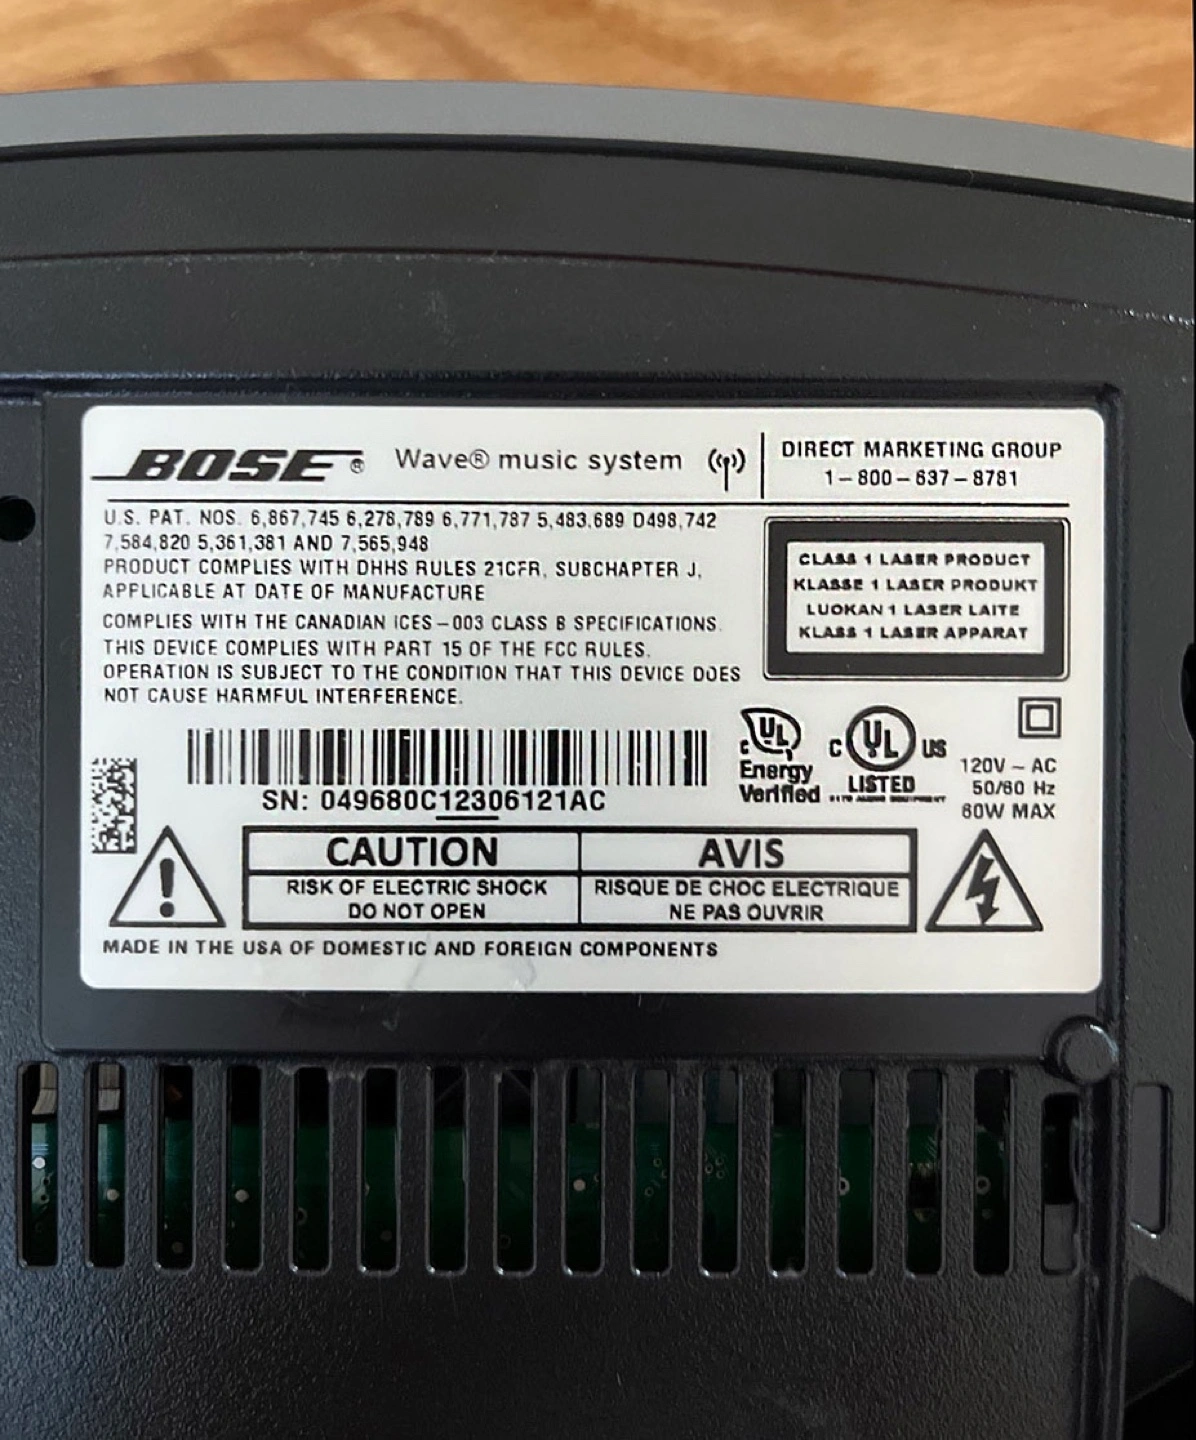 BOSE® Wave® music system
DIRECT MARKETING GROUP
1-800-637-8781
U.S. PAT. NOS. 6,867,745 6,278,789 6,771,787 5,483,689 D498,742
7,584,820 5,361,381 AND 7,565,948
PRODUCT COMPLIES WITH DHHS RULES 21CFR, SUBCHAPTER J,
APPLICABLE AT DATE OF MANUFACTURE
COMPLIES WITH THE CANADIAN ICES-003 CLASS B SPECIFICATIONS.
THIS DEVICE COMPLIES WITH PART 15 OF THE FCC RULES.
OPERATION IS SUBJECT TO THE CONDITION THAT THIS DEVICE DOES
NOT CAUSE HARMFUL INTERFERENCE.
CLASS 1 LASER PRODUCT
KLASSE 1 LASER PRODUKT
LUOKAN 1 LASER LAITE
KLASS 1 LASER APPARAT
SN: 049680C12306121AC
c UL
Energy
Verified
c UL us
LISTED
AUDIO EQUIPMENT
120V ~ AC
50/60 Hz
60W MAX
CAUTION
RISK OF ELECTRIC SHOCK
DO NOT OPEN
AVIS
RISQUE DE CHOC ELECTRIQUE
NE PAS OUVRIR
MADE IN THE USA OF DOMESTIC AND FOREIGN COMPONENTS